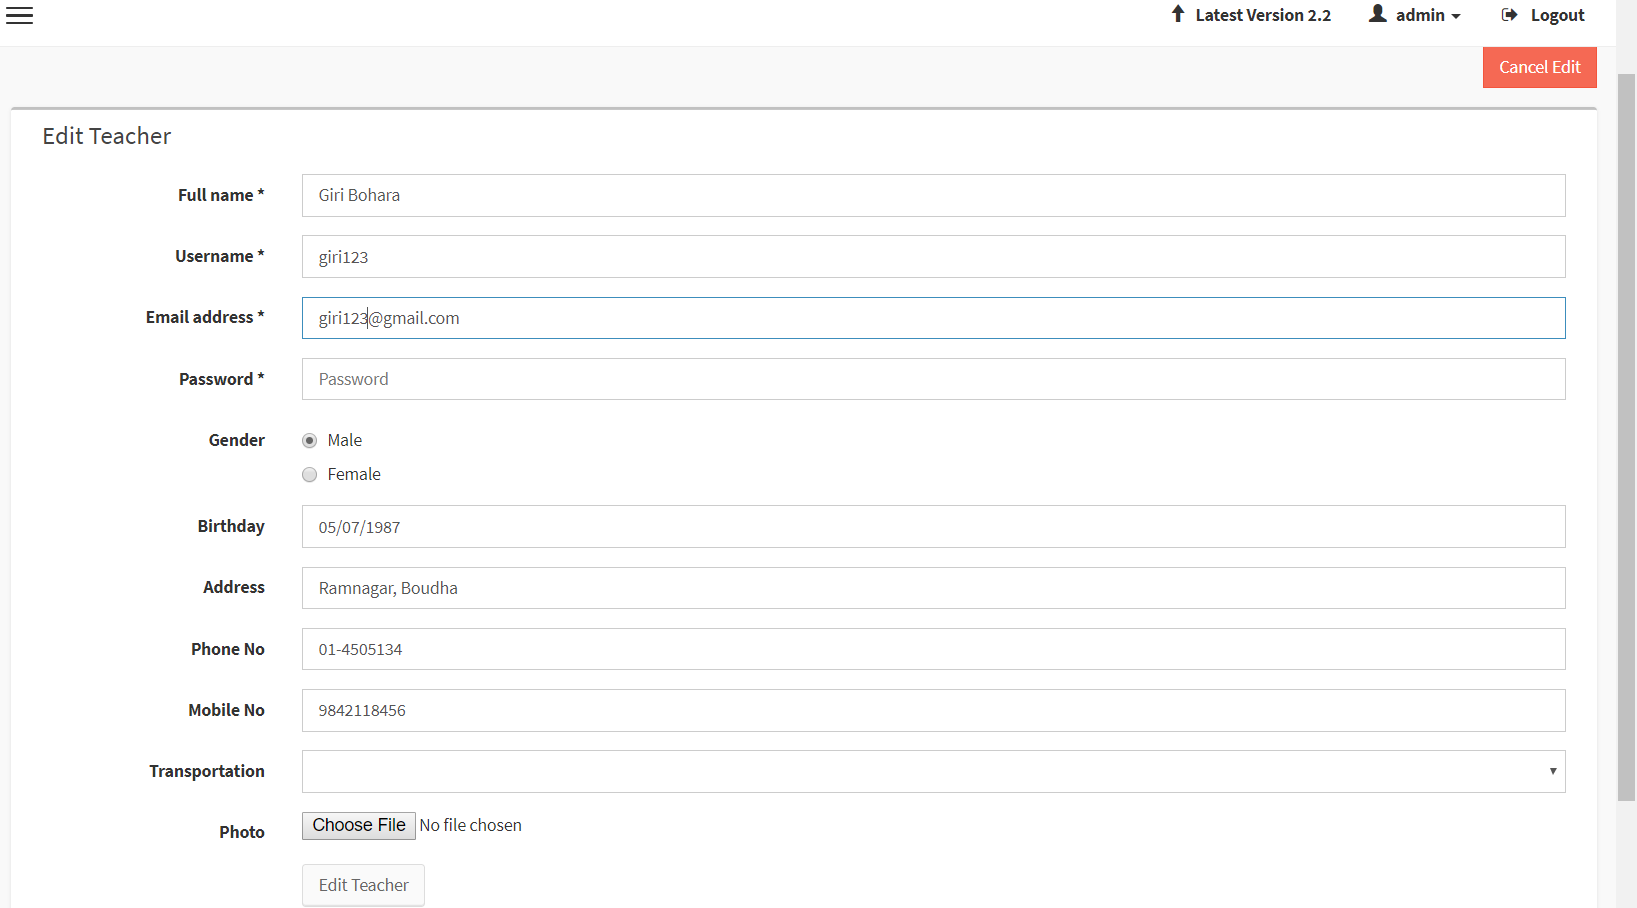 Latest Version 2.2 admin Logout
Cancel Edit
Edit Teacher
Full name * Giri Bohara
Username * giri123
Email address * giri123@gmail.com
Password * Password
Gender Male
Female
Birthday 05/07/1987
Address Ramnagar, Boudha
Phone No 01-4505134
Mobile No 9842118456
Transportation
Photo Choose File No file chosen
Edit Teacher